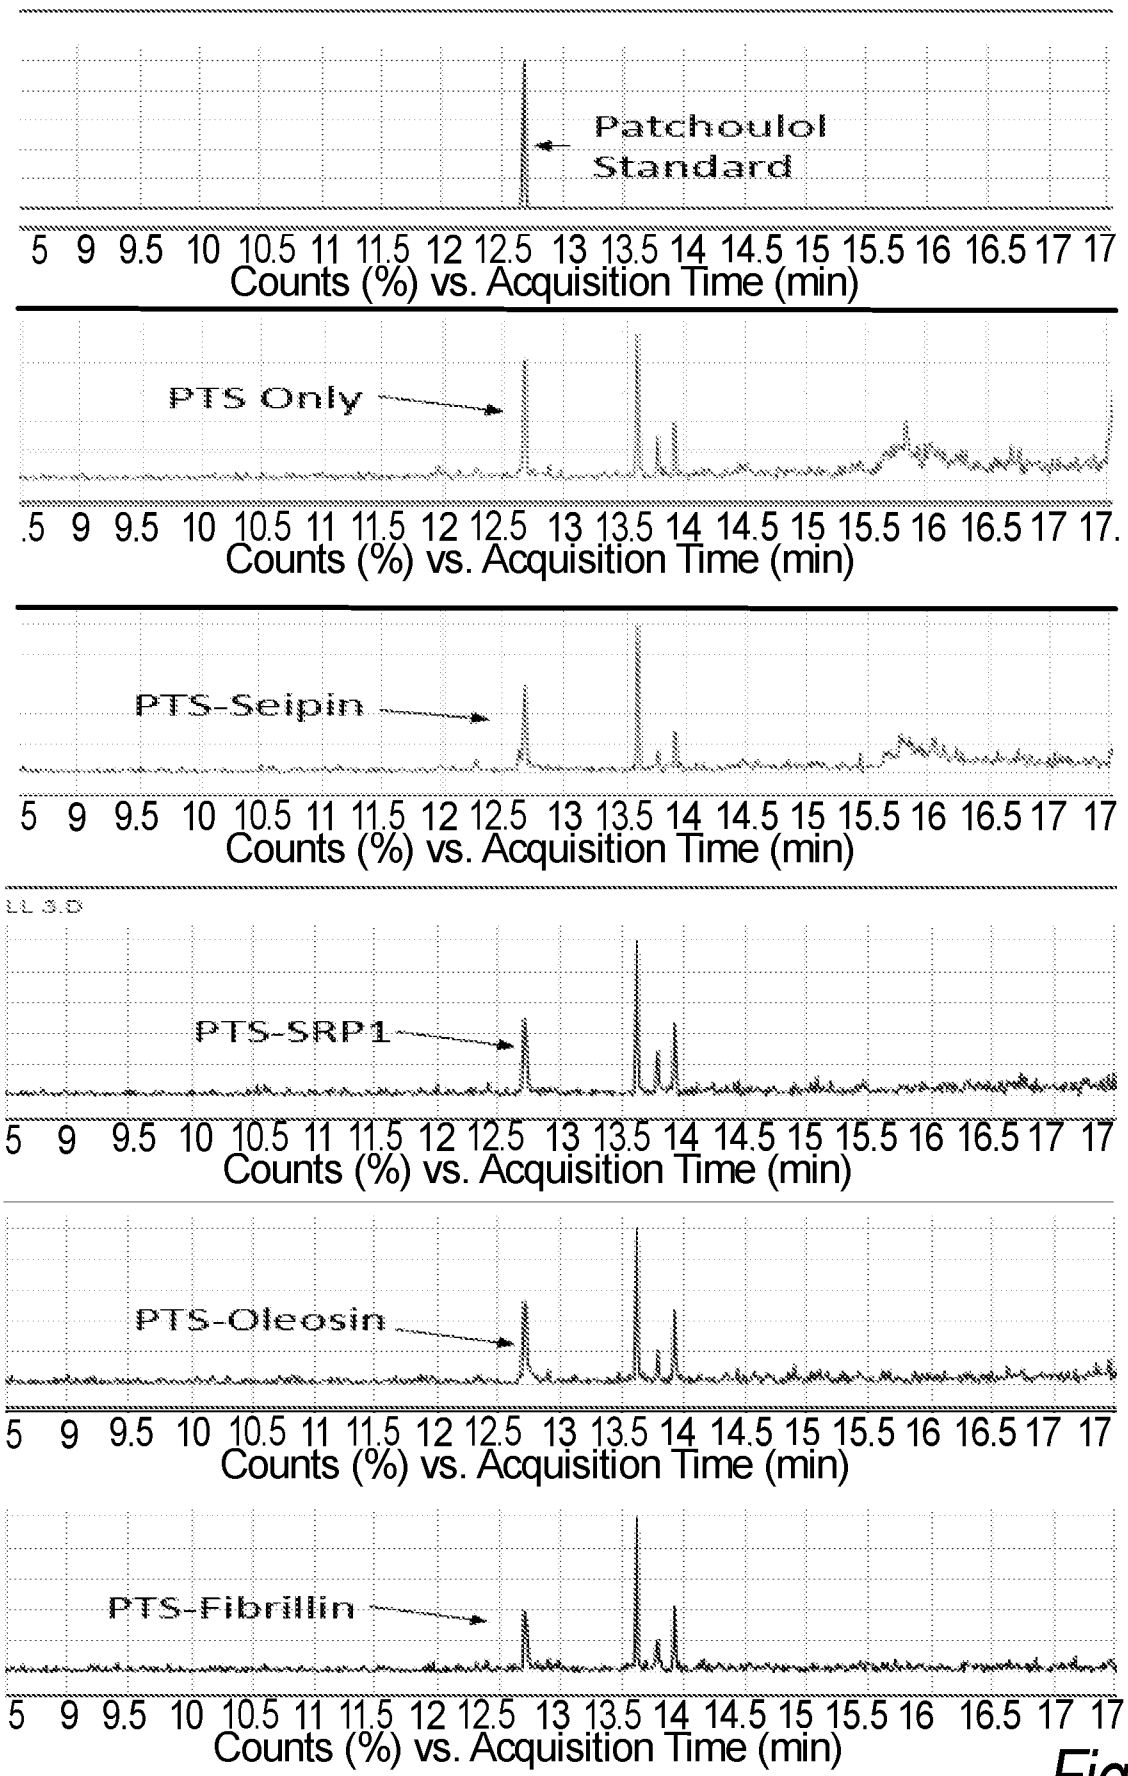 Patchoulol
Standard
5 9 9.5 10 10.5 11 11.5 12 12.5 13 13.5 14 14.5 15 15.5 16 16.5 17 17
Counts (%) vs. Acquisition Time (min)
PTS Only
.5 9 9.5 10 10.5 11 11.5 12 12.5 13 13.5 14 14.5 15 15.5 16 16.5 17 17.
Counts (%) vs. Acquisition Time (min)
PTS-Seipin
5 9 9.5 10 10.5 11 11.5 12 12.5 13 13.5 14 14.5 15 15.5 16 16.5 17 17
Counts (%) vs. Acquisition Time (min)
LL 3.D
PTS-SRP1
5 9 9.5 10 10.5 11 11.5 12 12.5 13 13.5 14 14.5 15 15.5 16 16.5 17 17
Counts (%) vs. Acquisition Time (min)
PTS-Oleosin
5 9 9.5 10 10.5 11 11.5 12 12.5 13 13.5 14 14.5 15 15.5 16 16.5 17 17
Counts (%) vs. Acquisition Time (min)
PTS-Fibrillin
5 9 9.5 10 10.5 11 11.5 12 12.5 13 13.5 14 14.5 15 15.5 16 16.5 17 17
Counts (%) vs. Acquisition Time (min)
Fig